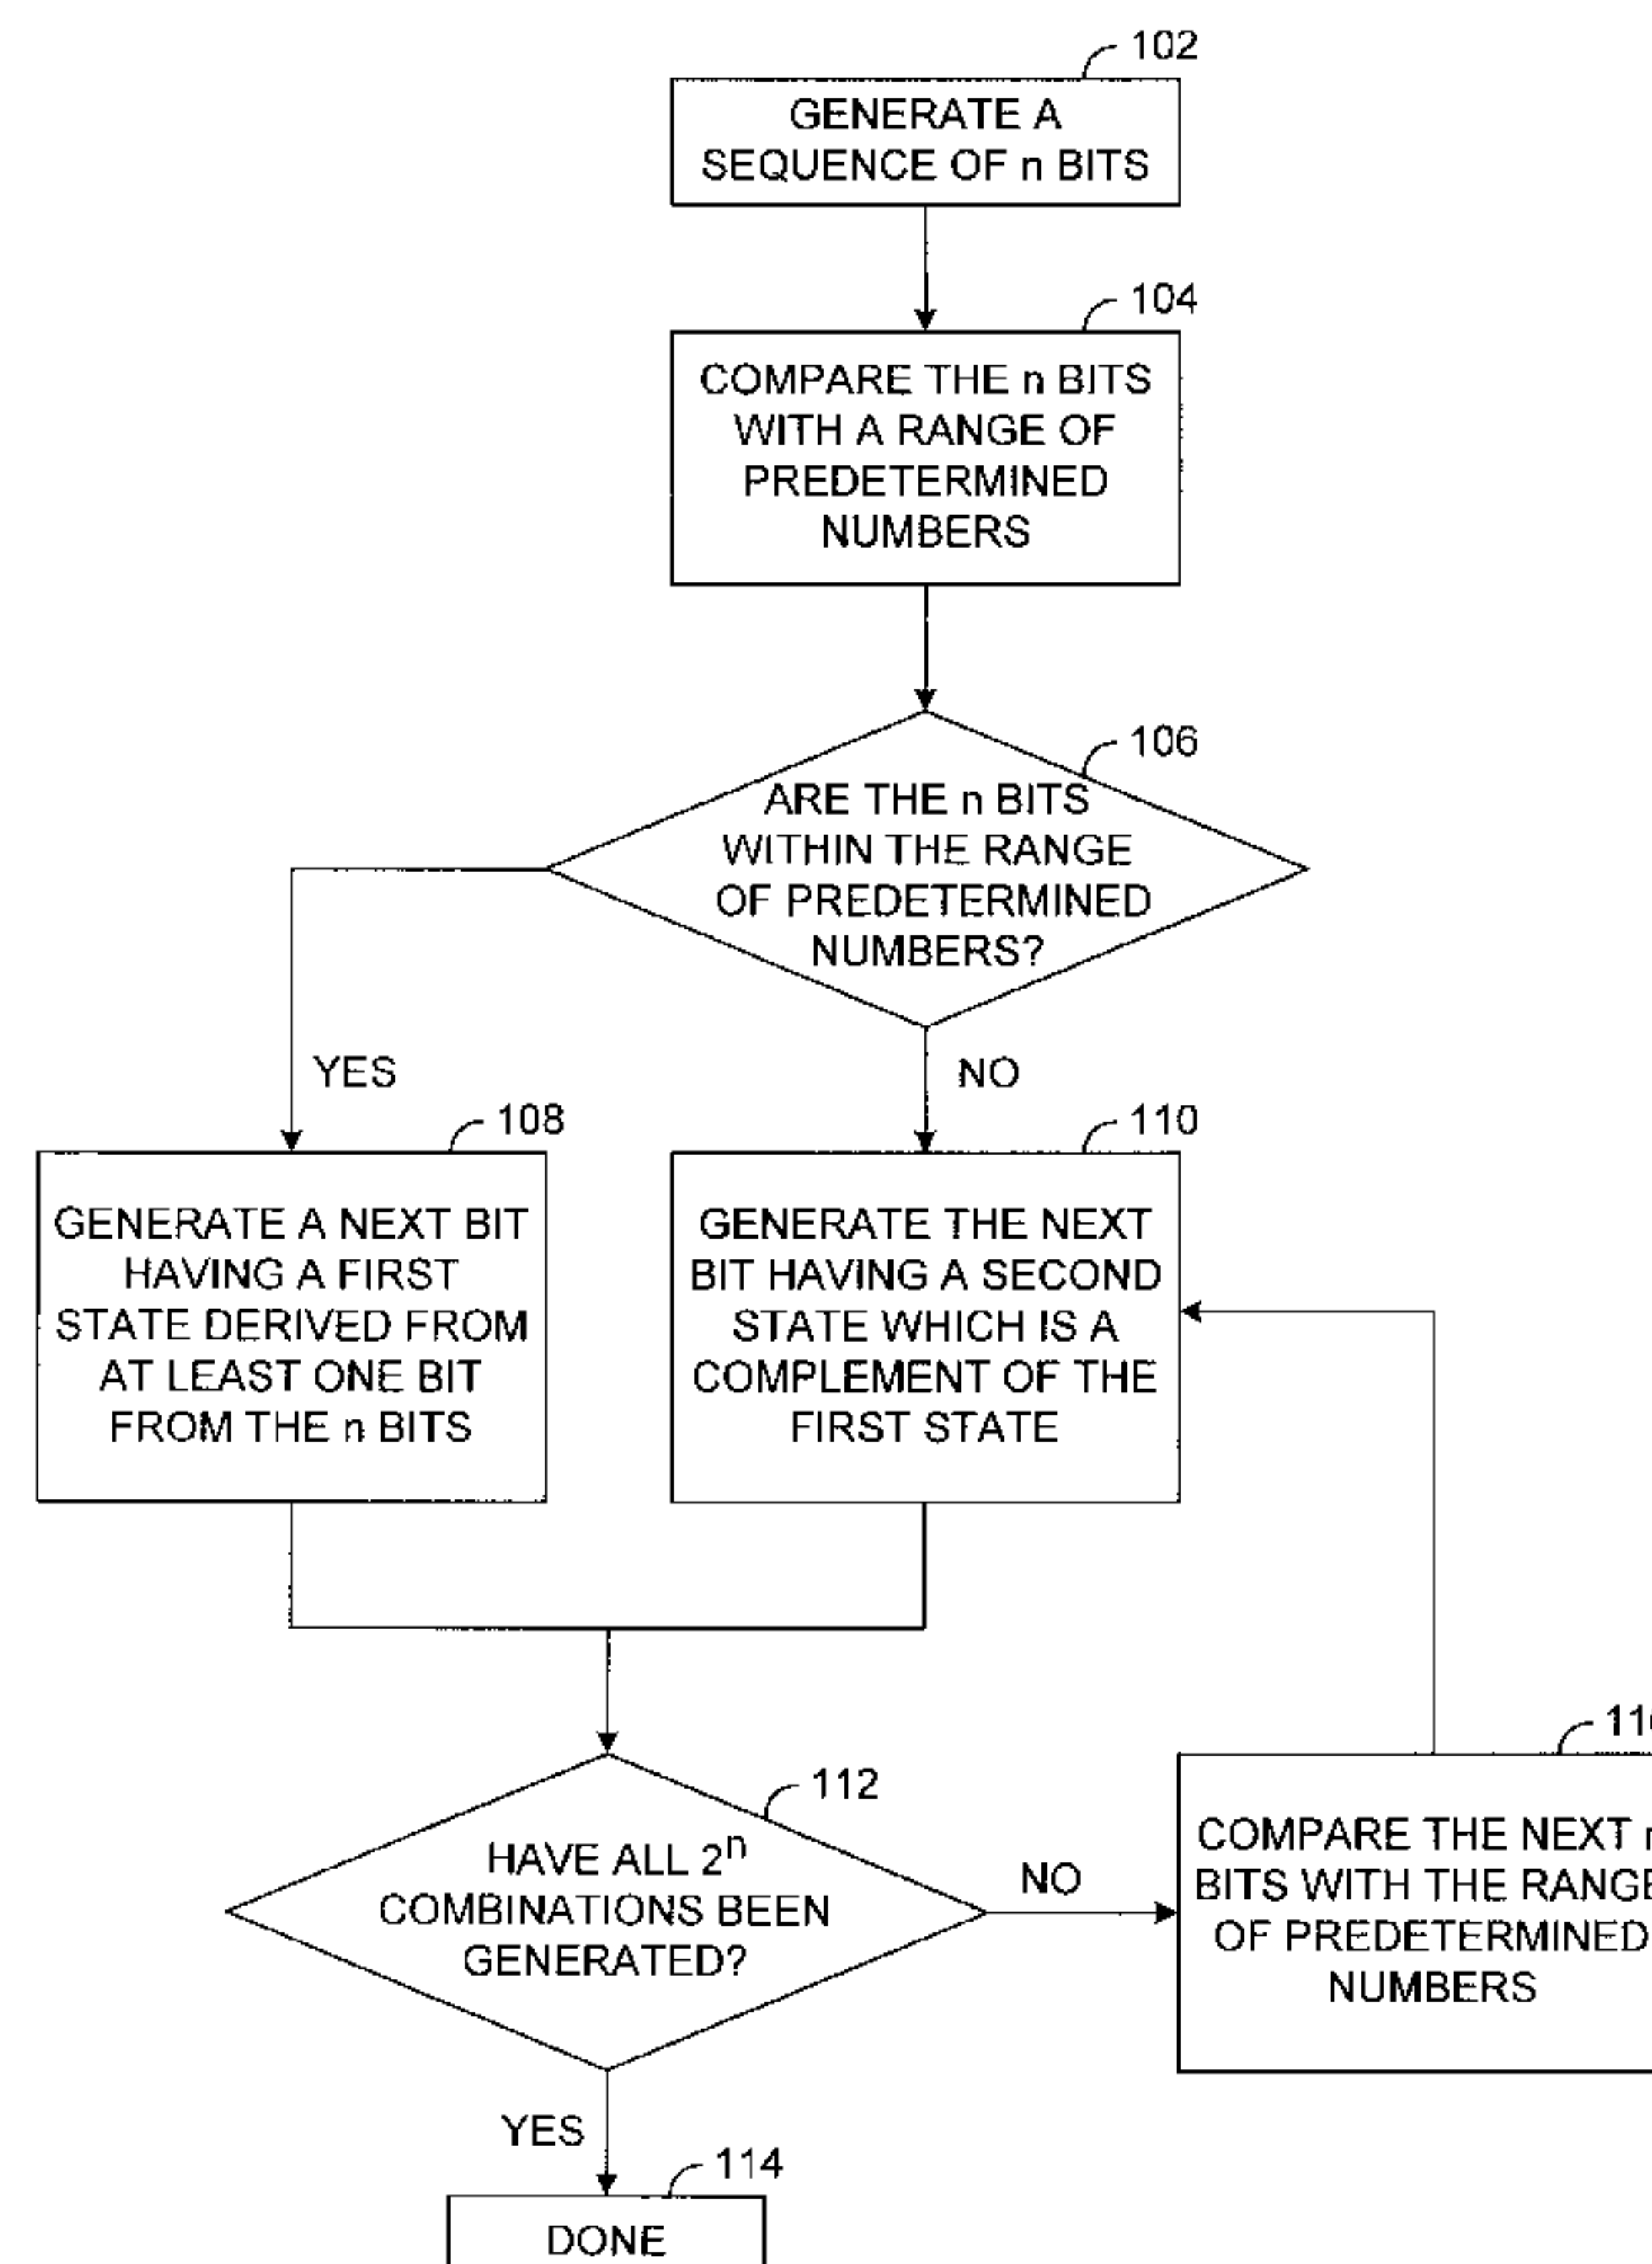 102
GENERATE A
SEQUENCE OF n BITS
104
COMPARE THE n BITS
WITH A RANGE OF
PREDETERMINED
NUMBERS
106
ARE THE n BITS
WITHIN THE RANGE
OF PREDETERMINED
NUMBERS?
YES
NO
108
GENERATE A NEXT BIT
HAVING A FIRST
STATE DERIVED FROM
AT LEAST ONE BIT
FROM THE n BITS
110
GENERATE THE NEXT
BIT HAVING A SECOND
STATE WHICH IS A
COMPLEMENT OF THE
FIRST STATE
112
HAVE ALL 2ⁿ
COMBINATIONS BEEN
GENERATED?
NO
COMPARE THE NEXT
BITS WITH THE RANGE
OF PREDETERMINED
NUMBERS
YES
114
DONE